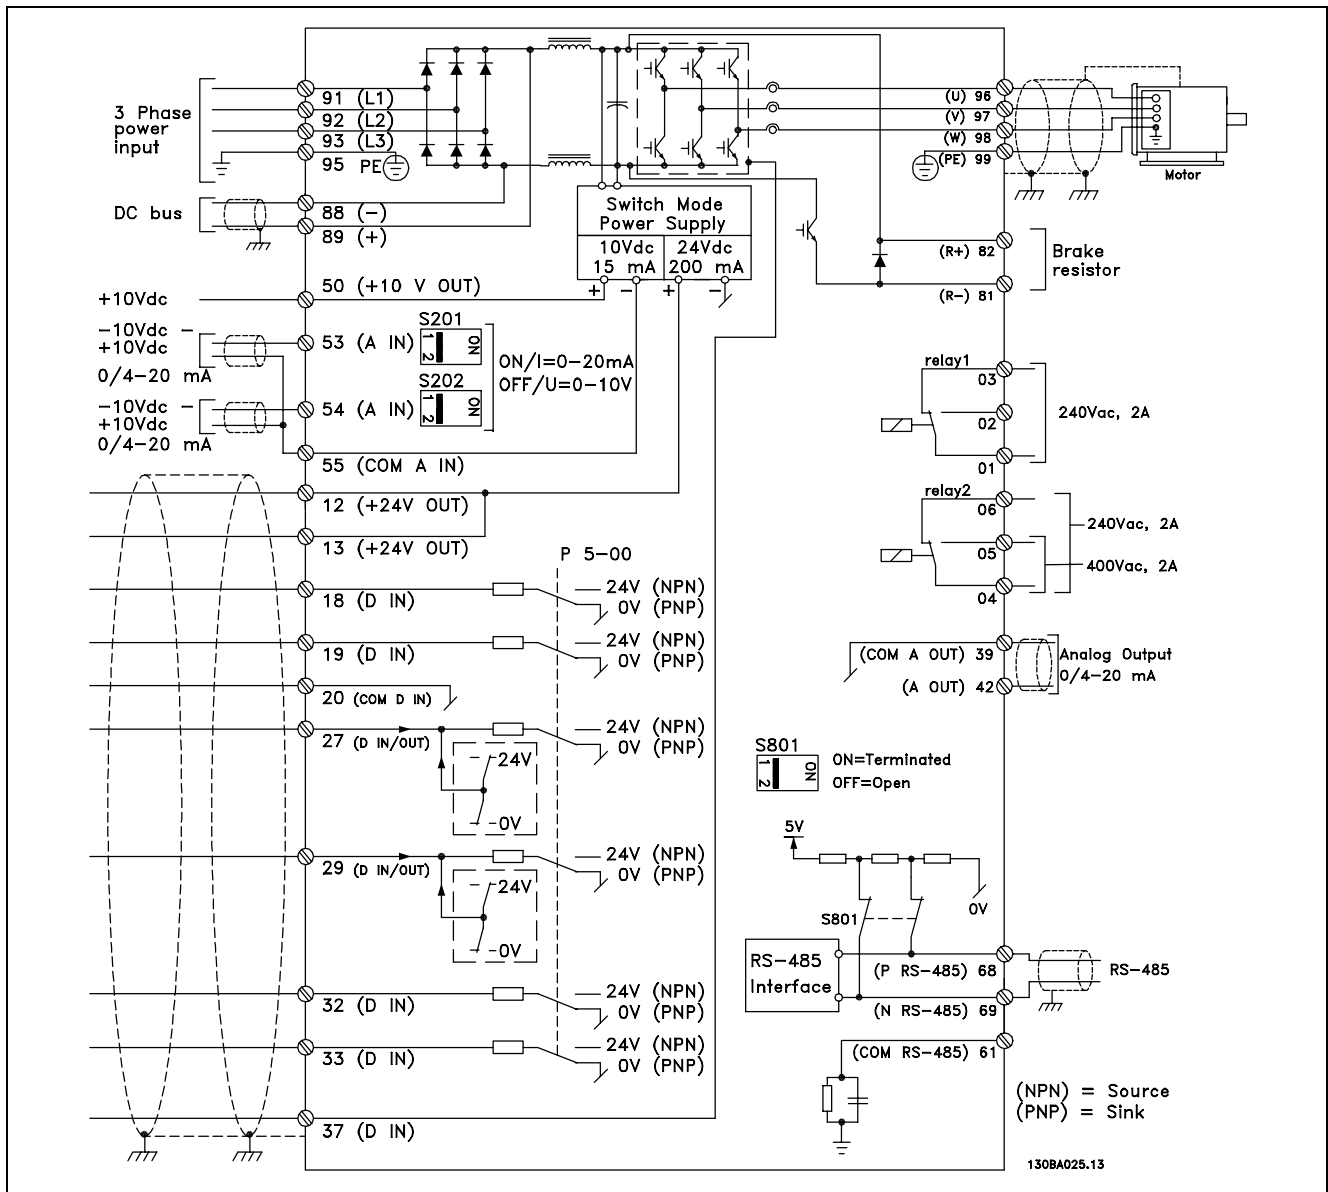 3 Phase
power
input
91 (L1)
92 (L2)
93 (L3)
95 PE
DC bus
88 (-)
89 (+)
Switch Mode
Power Supply
10Vdc
15 mA
24Vdc
200 mA
+ - + -
(U) 96
(V) 97
(W) 98
(PE) 99
Motor
(R+) 82
(R-) 81
Brake
resistor
+10Vdc
50 (+10 V OUT)
-10Vdc -
+10Vdc
0/4-20 mA
53 (A IN)
S201
1
2
ON
-10Vdc -
+10Vdc
0/4-20 mA
54 (A IN)
S202
1
2
ON
ON/I=0-20mA
OFF/U=0-10V
55 (COM A IN)
12 (+24V OUT)
13 (+24V OUT)
P 5-00
18 (D IN)
24V (NPN)
0V (PNP)
19 (D IN)
24V (NPN)
0V (PNP)
20 (COM D IN)
27 (D IN/OUT)
24V (NPN)
0V (PNP)
24V
0V
29 (D IN/OUT)
24V (NPN)
0V (PNP)
24V
0V
32 (D IN)
24V (NPN)
0V (PNP)
33 (D IN)
24V (NPN)
0V (PNP)
37 (D IN)
relay1
03
02
01
240Vac, 2A
relay2
06
05
04
240Vac, 2A
400Vac, 2A
(COM A OUT) 39
(A OUT) 42
Analog Output
0/4-20 mA
S801
1
2
ON
ON=Terminated
OFF=Open
5V
0V
S801
RS-485
Interface
(P RS-485) 68
(N RS-485) 69
RS-485
(COM RS-485) 61
(NPN) = Source
(PNP) = Sink
130BA025.13